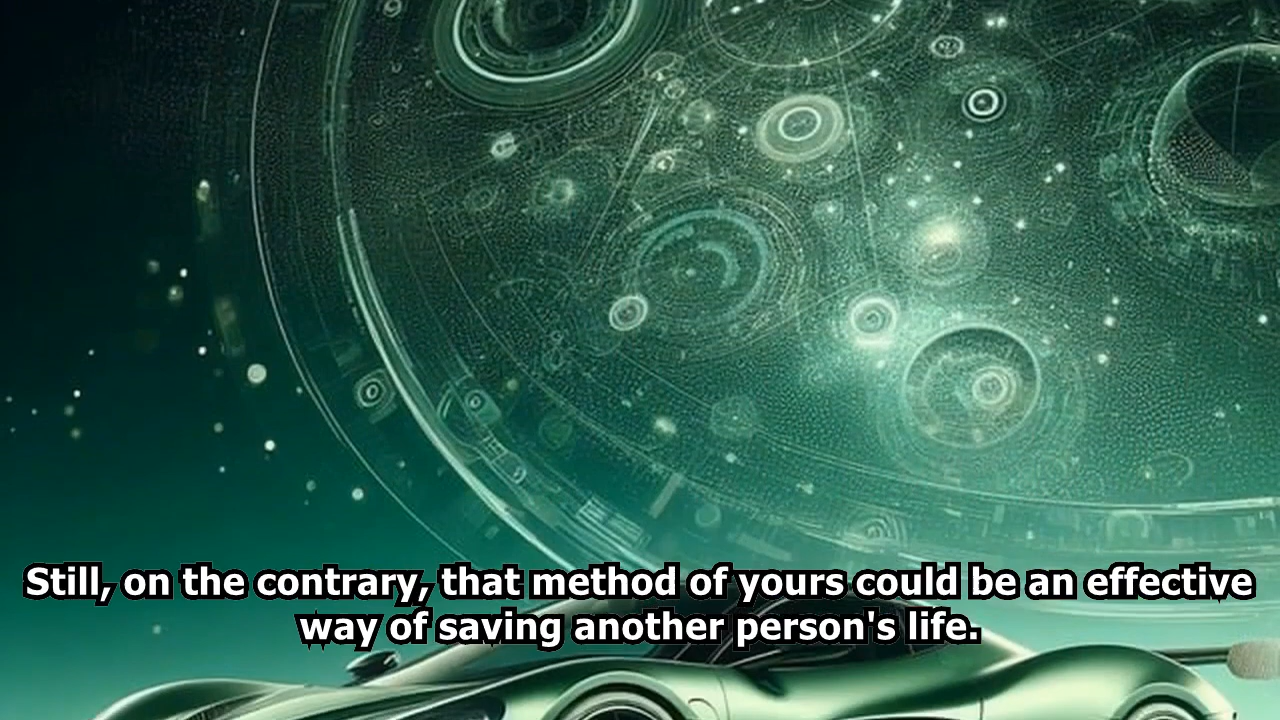 Still, on the contrary, that method of yours could be an effective
way of saving another person's life.